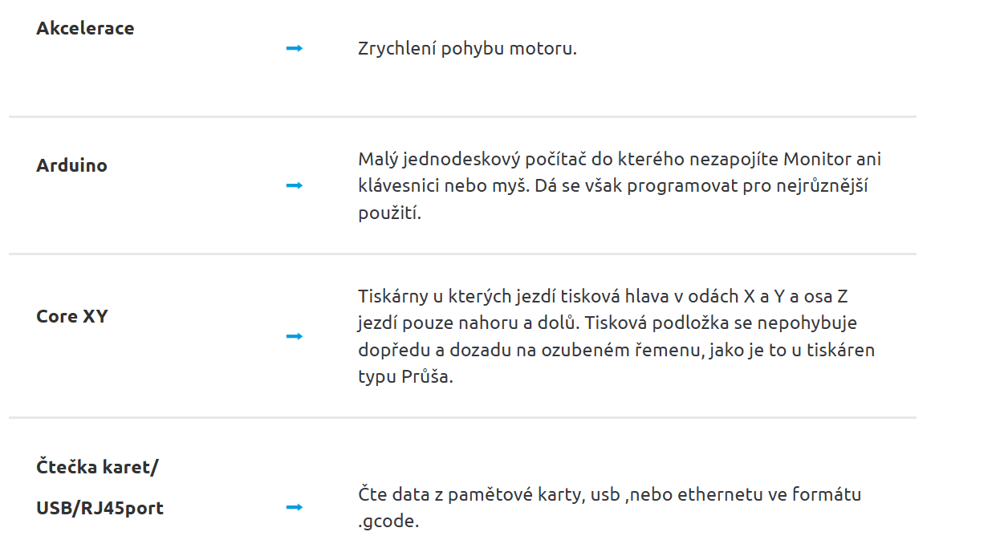 Akcelerace
Zrychlení pohybu motoru.
Arduino
Malý jednodeskový počítač do kterého nezapojíte Monitor ani
klávesnici nebo myš. Dá se však programovat pro nejrůznější
použití.
Core XY
Tiskárny u kterých jezdí tisková hlava v odách X a Y a osa Z
jezdí pouze nahoru a dolů. Tisková podložka se nepohybuje
dopředu a dozadu na ozubeném řemenu, jako je to u tiskáren
typu Průša.
Čtečka karet/
USB/RJ45port
Čte data z pamětové karty, usb ,nebo ethernetu ve formátu
.gcode.